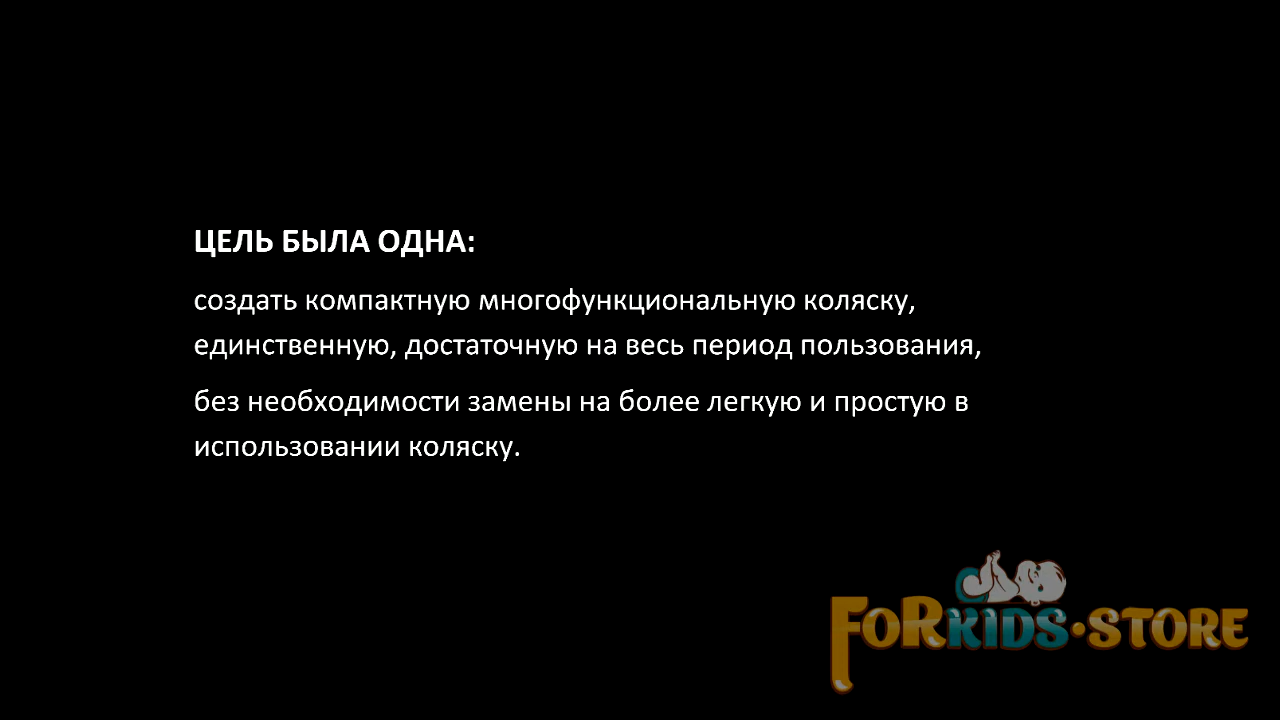 ЦЕЛЬ БЫЛА ОДНА:
создать компактную многофункциональную коляску,
единственную, достаточную на весь период пользования,
без необходимости замены на более легкую и простую в
использовании коляску.
FORKIDS·STORE